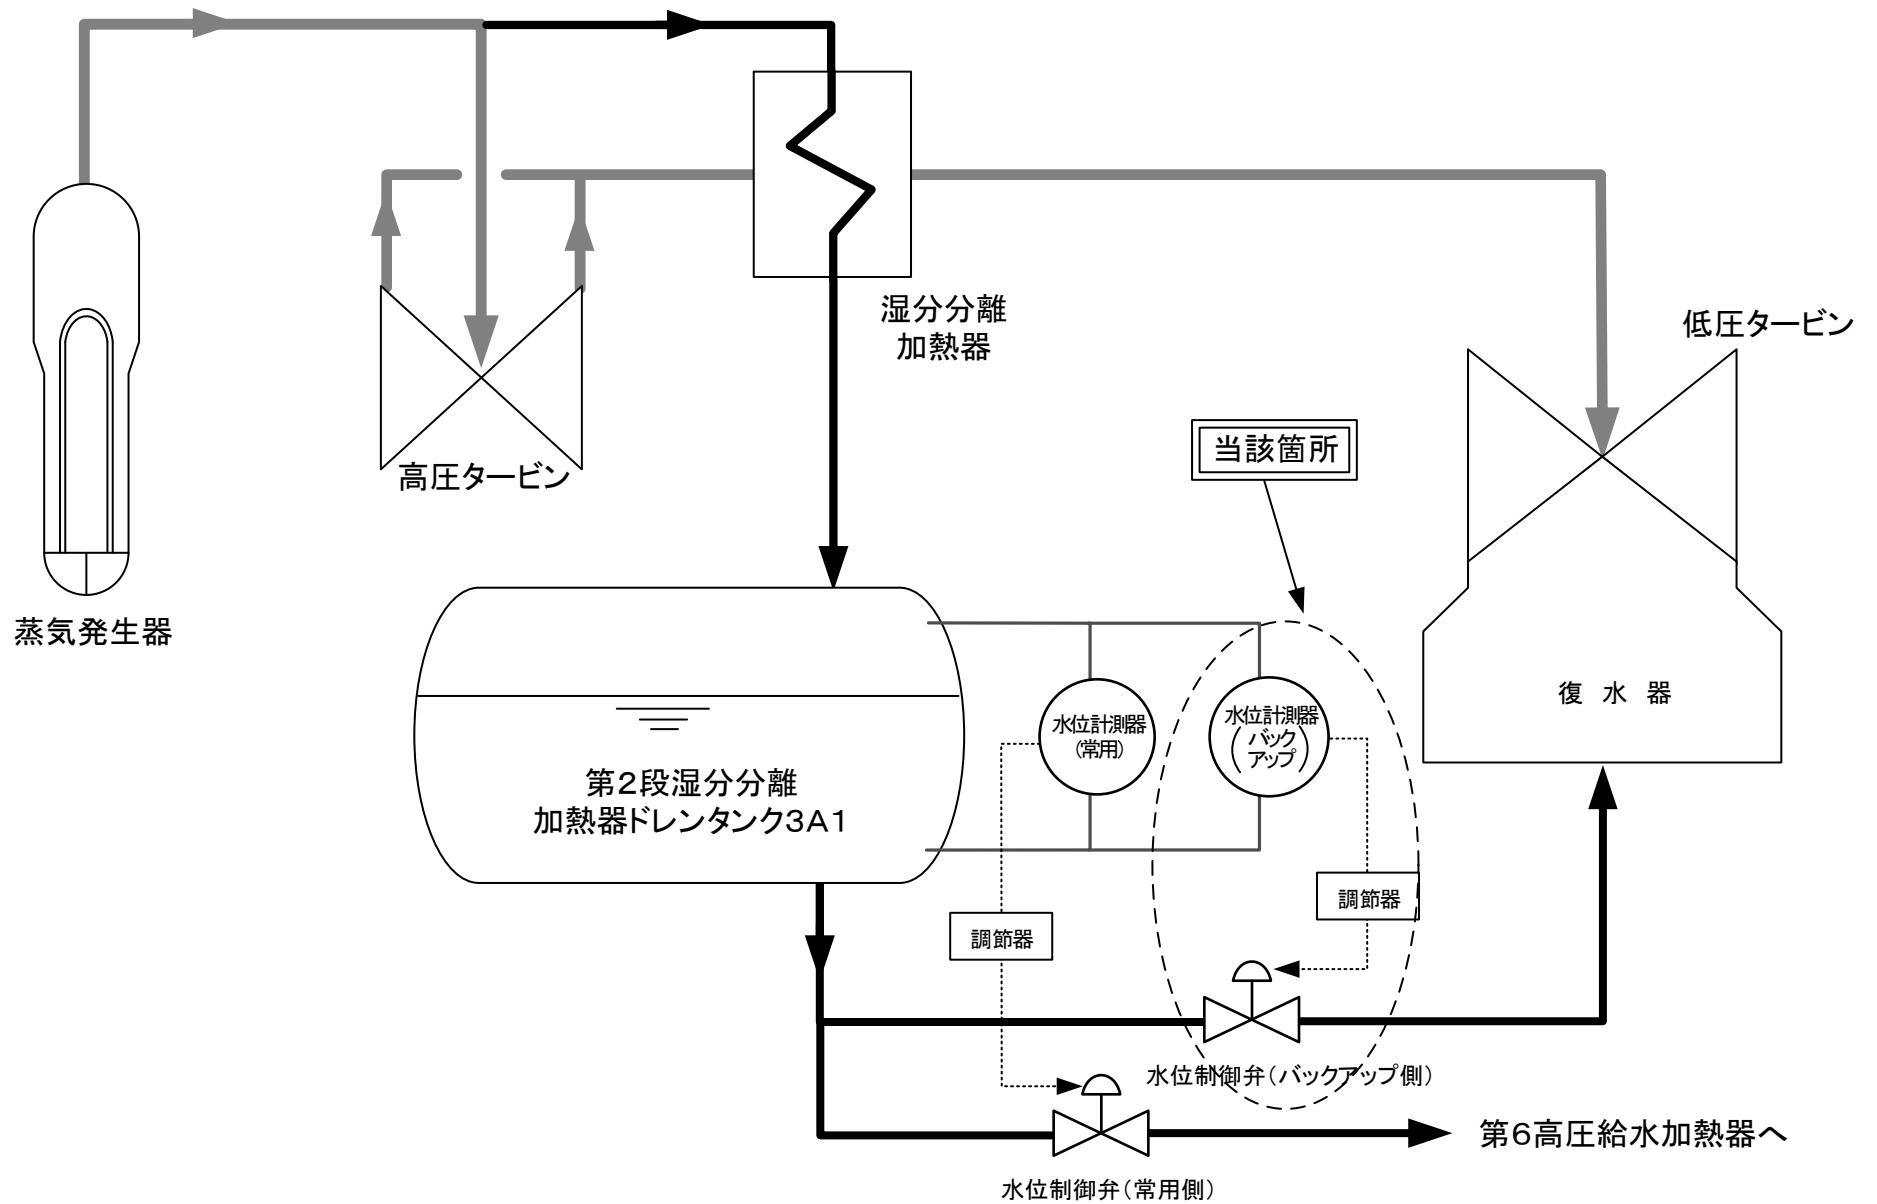 湿分分離
加熱器
低圧タービン
当該箇所
高圧タービン
蒸気発生器
復 水 器
水位計測器
(常用)
水位計測器
(バック
アップ)
第2段湿分分離
加熱器ドレンタンク3A1
調節器
調節器
水位制御弁(バックアップ側)
第6高圧給水加熱器へ
水位制御弁(常用側)